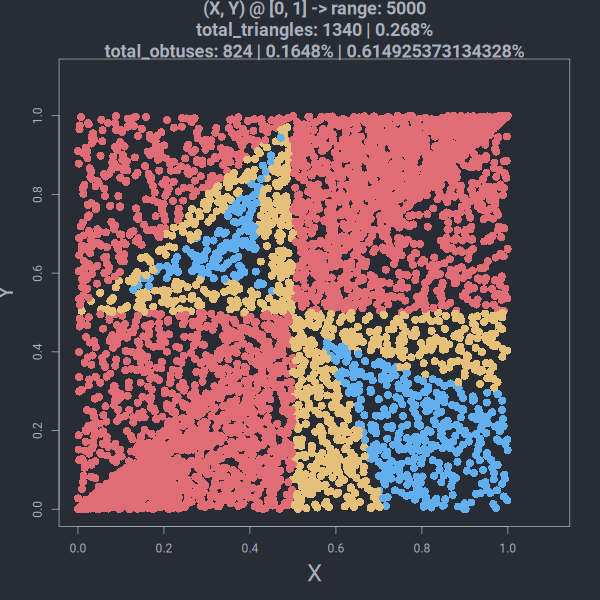 (X, Y) @ [0, 1] -> range: 5000
total_triangles: 1340 | 0.268%
total_obtuses: 824 | 0.1648% | 0.614925373134328%
1.0
0.8
0.6
Y
0.4
0.2
0.0
0.0 0.2 0.4 0.6 0.8 1.0
X